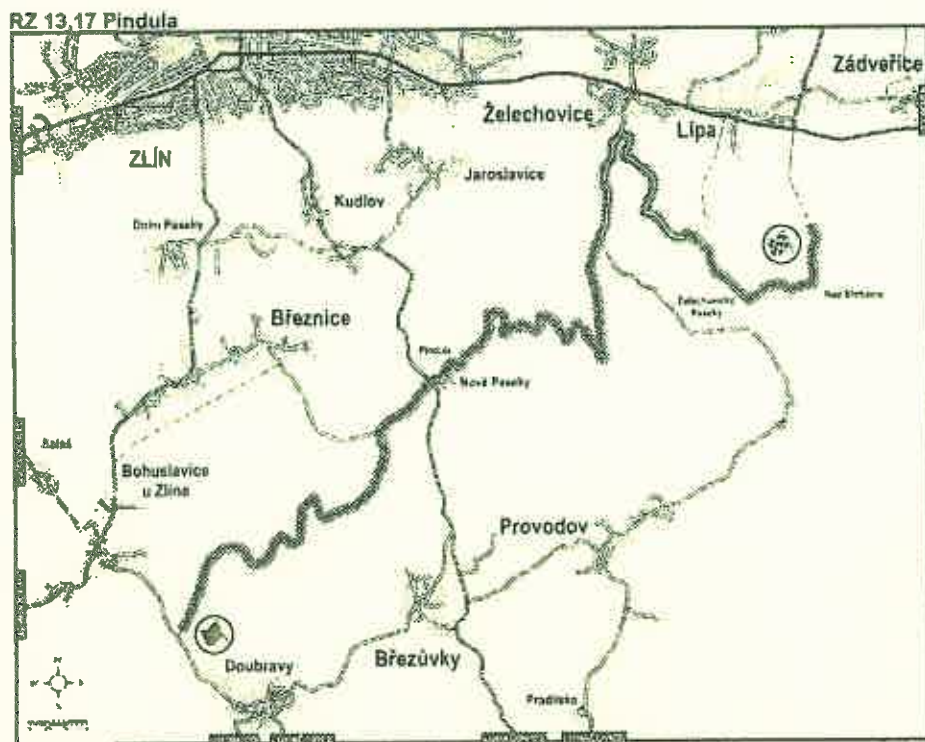 RZ 13,17 Pindula
Zádveřice
Želechovice
Lípa
ZLÍN
Jaroslavice
Kudlov
Dolní Paseky
Želechovické
Paseky
Březnice
Pindula
Nové Paseky
Bohuslavice
u Zlína
Provodov
Doubravy
Březůvky
Pradlisko